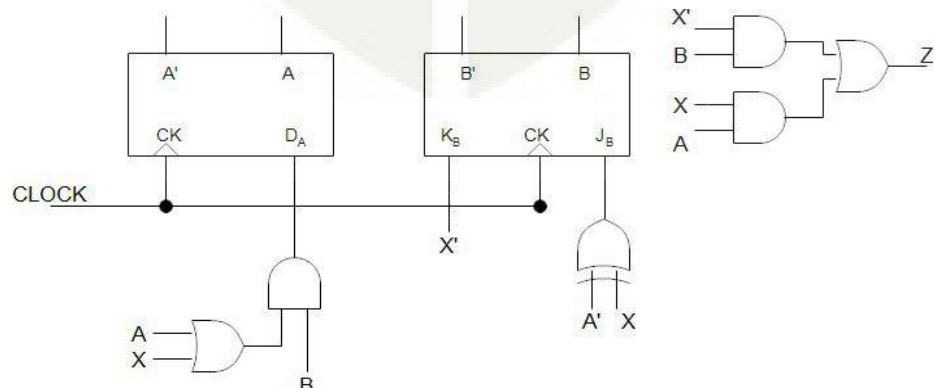 X'
B
X
A
Z
A' A
B' B
CK D_A
K_B CK J_B
CLOCK
X'
A' X
A
X
B